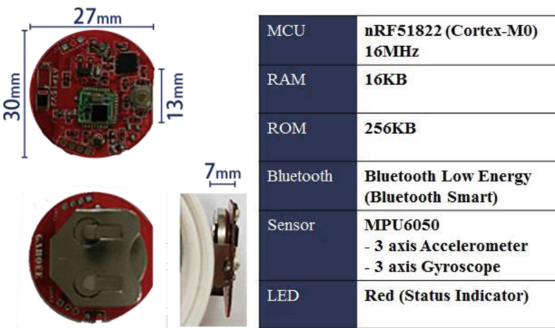 27mm
30mm
13mm
7mm
MCU
nRF51822 (Cortex-M0)
16MHz
RAM
16KB
ROM
256KB
Bluetooth
Bluetooth Low Energy
(Bluetooth Smart)
Sensor
MPU6050
- 3 axis Accelerometer
- 3 axis Gyroscope
LED
Red (Status Indicator)